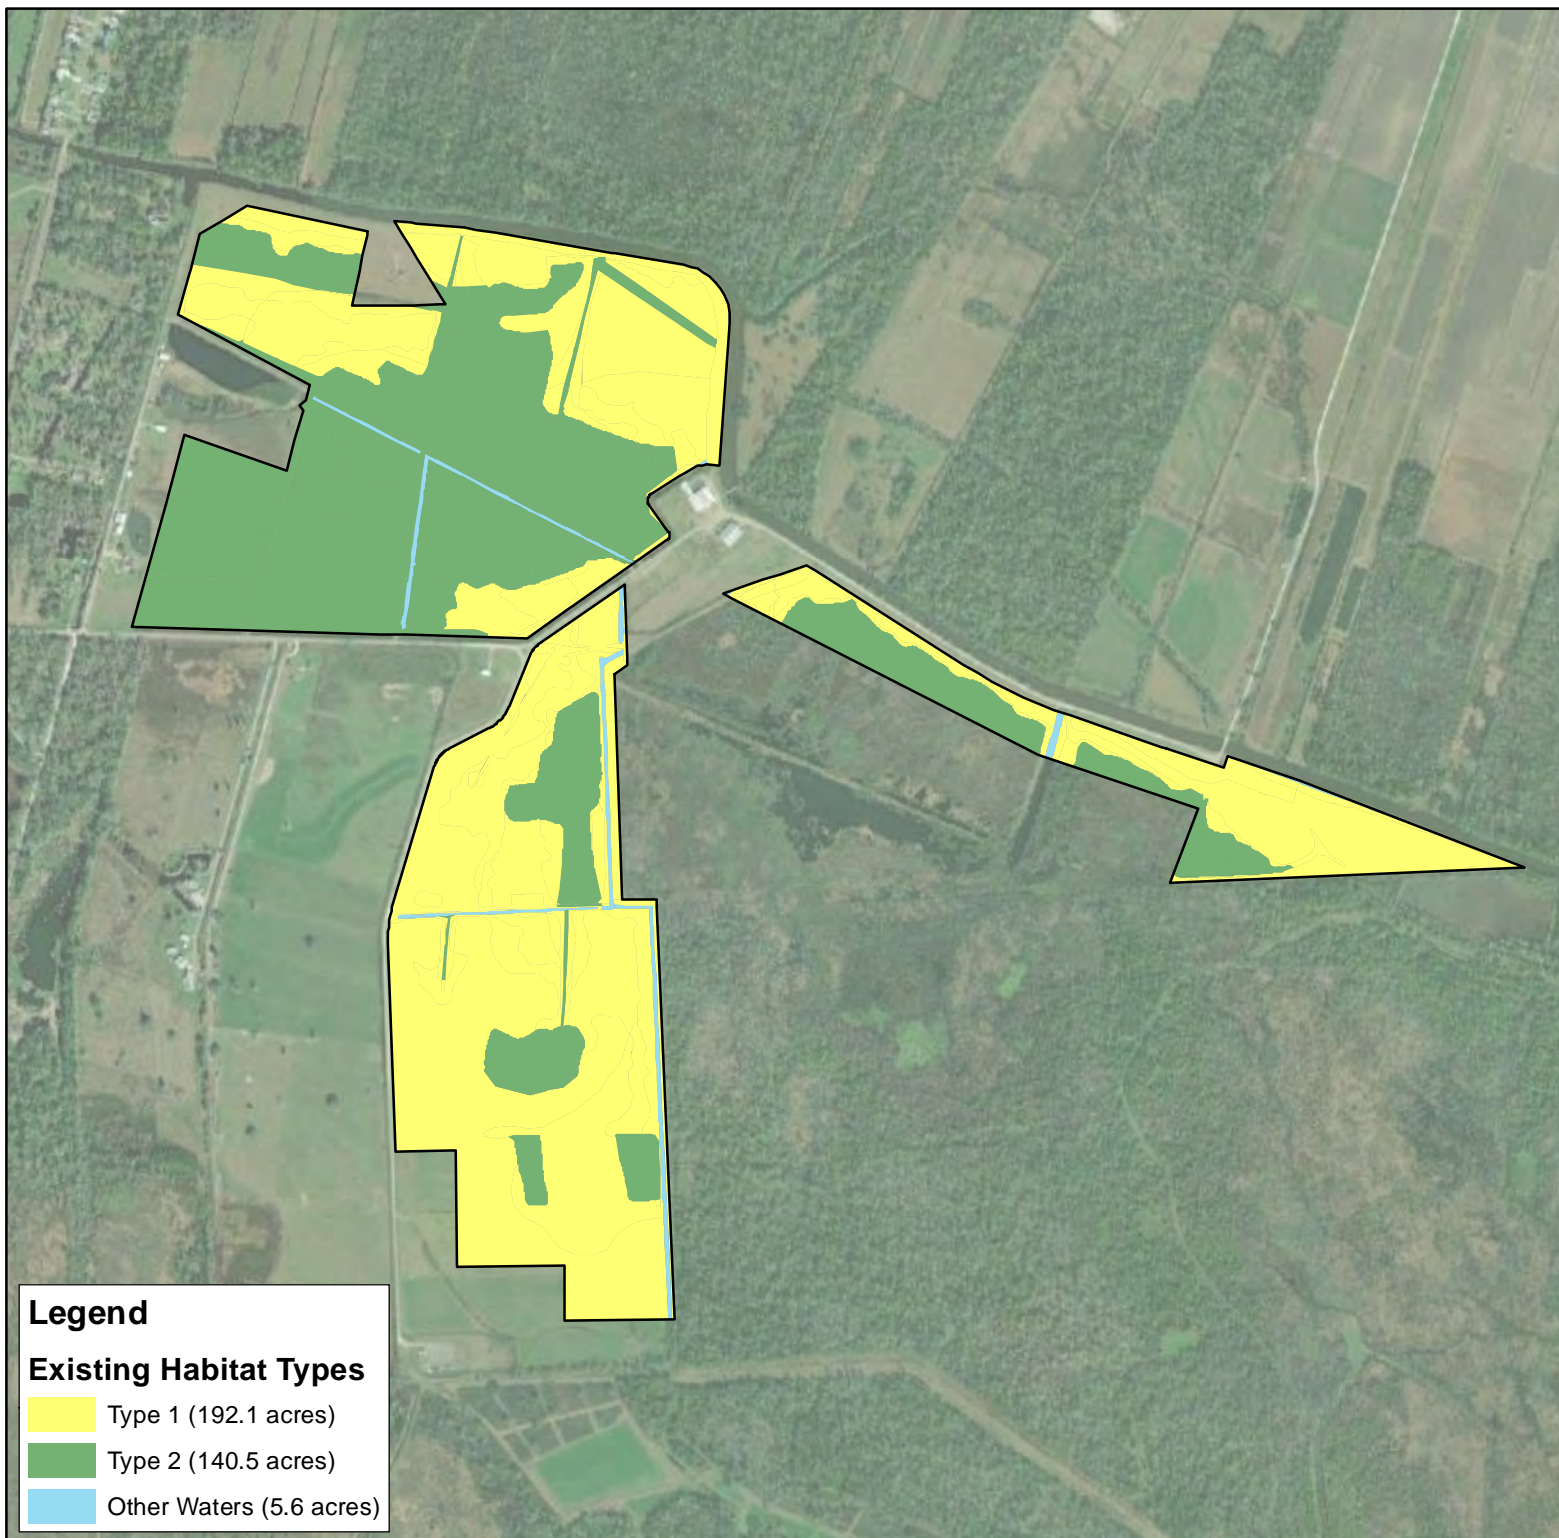 Legend
Existing Habitat Types
Type 1 (192.1 acres)
Type 2 (140.5 acres)
Other Waters (5.6 acres)